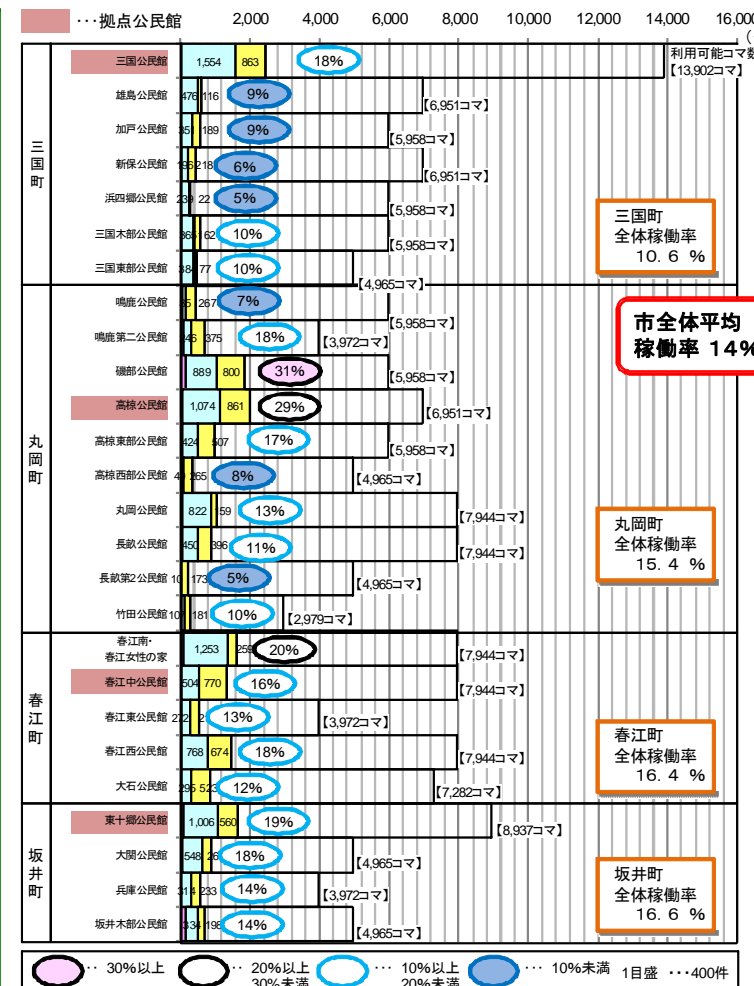 ･･･拠点公民館
2,000 4,000 6,000 8,000 10,000 12,000 14,000 16,000
利用可能コマ数
三国町
三国公民館 1,554 863 18% 【13,902コマ】
雄島公民館 476 116 9% 【6,951コマ】
加戸公民館 351 189 9% 【5,958コマ】
新保公民館 196 218 6% 【6,951コマ】
浜四郷公民館 239 22 5% 【5,958コマ】
三国木部公民館 365 162 10% 【5,958コマ】
三国東部公民館 384 77 10% 【4,965コマ】
三国町
全体稼働率
10.6 %
丸岡町
鳴鹿公民館 267 7% 【5,958コマ】
鳴鹿第二公民館 246 375 18% 【3,972コマ】
磯部公民館 889 800 31% 【5,958コマ】
高椋公民館 1,074 861 29% 【6,951コマ】
高椋東部公民館 424 507 17% 【5,958コマ】
高椋西部公民館 265 8% 【4,965コマ】
丸岡公民館 822 159 13% 【7,944コマ】
長畝公民館 450 396 11% 【7,944コマ】
長畝第2公民館 173 5% 【4,965コマ】
竹田公民館 107 181 10% 【2,979コマ】
市全体平均
稼働率 14%
丸岡町
全体稼働率
15.4 %
春江町
春江南・
春江女性の家 1,253 259 20% 【7,944コマ】
春江中公民館 504 770 16% 【7,944コマ】
春江東公民館 272 13% 【3,972コマ】
春江西公民館 768 674 18% 【7,944コマ】
大石公民館 295 523 12% 【7,282コマ】
春江町
全体稼働率
16.4 %
坂井町
東十郷公民館 1,006 560 19% 【8,937コマ】
大関公民館 548 18% 【4,965コマ】
兵庫公民館 314 233 14% 【3,972コマ】
坂井木部公民館 334 198 14% 【4,965コマ】
坂井町
全体稼働率
16.6 %
･･ 30%以上
･･ 20%以上
30%未満
･･･ 10%以上
20%未満
･･･ 10%未満
1目盛 ･･･400件